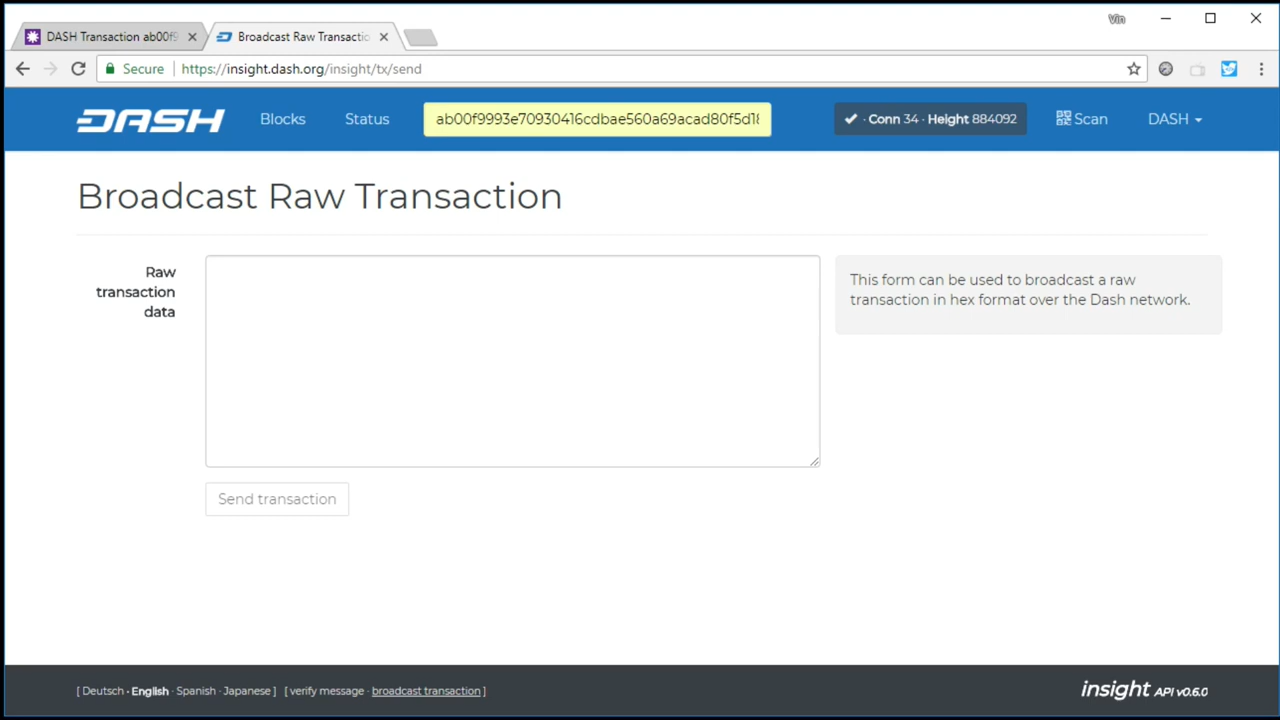 Vin
DASH Transaction ab00f9
Broadcast Raw Transactio
Secure
https://insight.dash.org/insight/tx/send
DASH
Blocks
Status
ab00f9993e70930416cdbae560a69acad80f5d18
· Conn 34 · Height 884092
Scan
DASH
Broadcast Raw Transaction
Raw
transaction
data
This form can be used to broadcast a raw
transaction in hex format over the Dash network.
Send transaction
[ Deutsch · English · Spanish · Japanese ] [ verify message · broadcast transaction ]
insight API v0.6.0